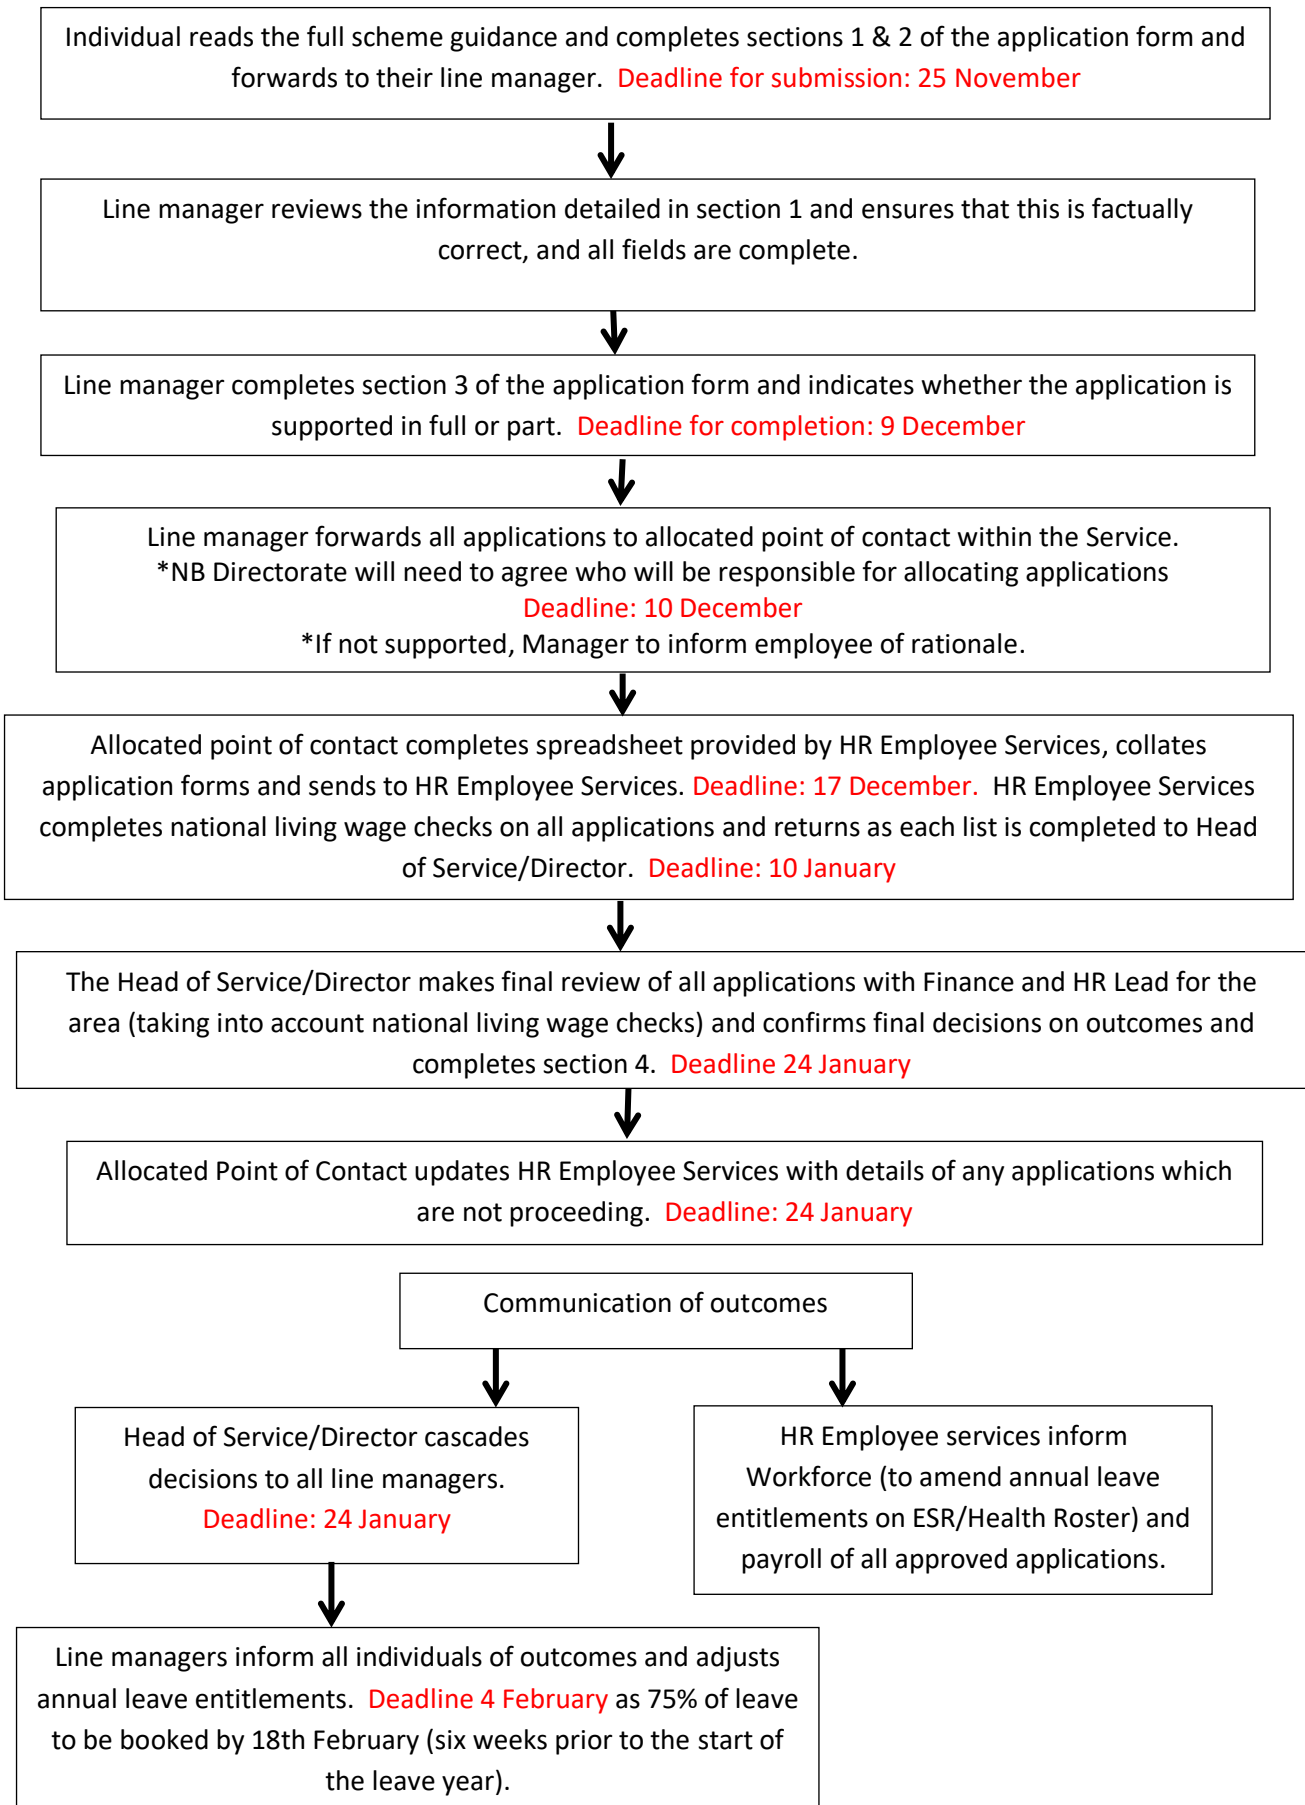 Individual reads the full scheme guidance and completes sections 1 & 2 of the application form and
forwards to their line manager.  Deadline for submission: 25 November
Line manager reviews the information detailed in section 1 and ensures that this is factually
correct, and all fields are complete.
Line manager completes section 3 of the application form and indicates whether the application is
supported in full or part.  Deadline for completion: 9 December
Line manager forwards all applications to allocated point of contact within the Service.
*NB Directorate will need to agree who will be responsible for allocating applications
Deadline: 10 December
*If not supported, Manager to inform employee of rationale.
Allocated point of contact completes spreadsheet provided by HR Employee Services, collates
application forms and sends to HR Employee Services. Deadline: 17 December.  HR Employee Services
completes national living wage checks on all applications and returns as each list is completed to Head
of Service/Director.  Deadline: 10 January
The Head of Service/Director makes final review of all applications with Finance and HR Lead for the
area (taking into account national living wage checks) and confirms final decisions on outcomes and
completes section 4.  Deadline 24 January
Allocated Point of Contact updates HR Employee Services with details of any applications which
are not proceeding.  Deadline: 24 January
Communication of outcomes
Head of Service/Director cascades
decisions to all line managers.
Deadline: 24 January
HR Employee services inform
Workforce (to amend annual leave
entitlements on ESR/Health Roster) and
payroll of all approved applications.
Line managers inform all individuals of outcomes and adjusts
annual leave entitlements.  Deadline 4 February as 75% of leave
to be booked by 18th February (six weeks prior to the start of
the leave year).